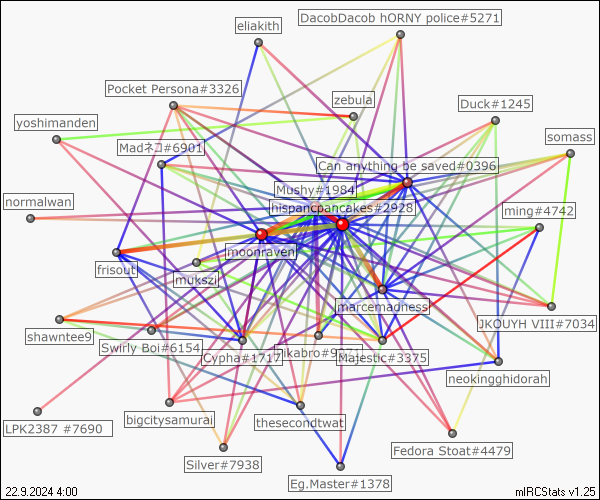 DacobDacob hORNY police#5271
eliakith
Pocket Persona#3326
zebula
Duck#1245
yoshimanden
somass
Madネコ#6901
Can anything be saved#0396
Mushy#1984
normalwan
hispancpancakes#2928
ming#4742
moonraven
frisout
mukszi
marcemadness
JKOUYH VIII#7034
shawntee9
Swirly Boi#6154
Cypha#1717
Majestic#3375
neokingghidorah
bigcitysamurai
thesecondtwat
LPK2387 #7690
Fedora Stoat#4479
Silver#7938
Eg.Master#1378
22.9.2024 4:00
mIRCStats v1.25